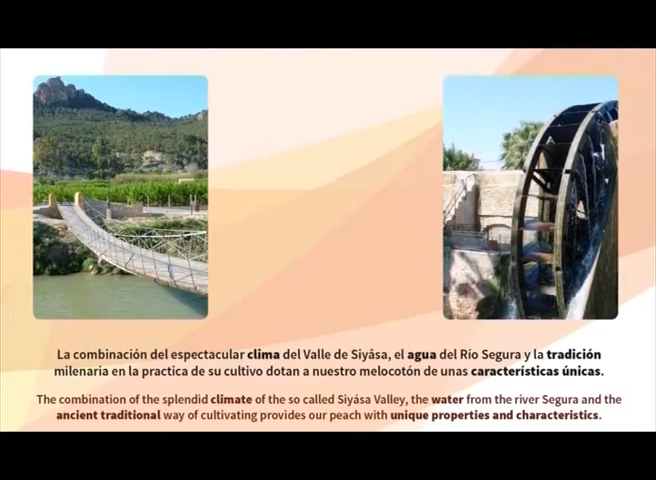 La combinación del espectacular clima del Valle de Siyâsa, el agua del Río Segura y la tradición
milenaria en la practica de su cultivo dotan a nuestro melocotón de unas características únicas.
The combination of the splendid climate of the so called Siyása Valley, the water from the river Segura and the
ancient traditional way of cultivating provides our peach with unique properties and characteristics.